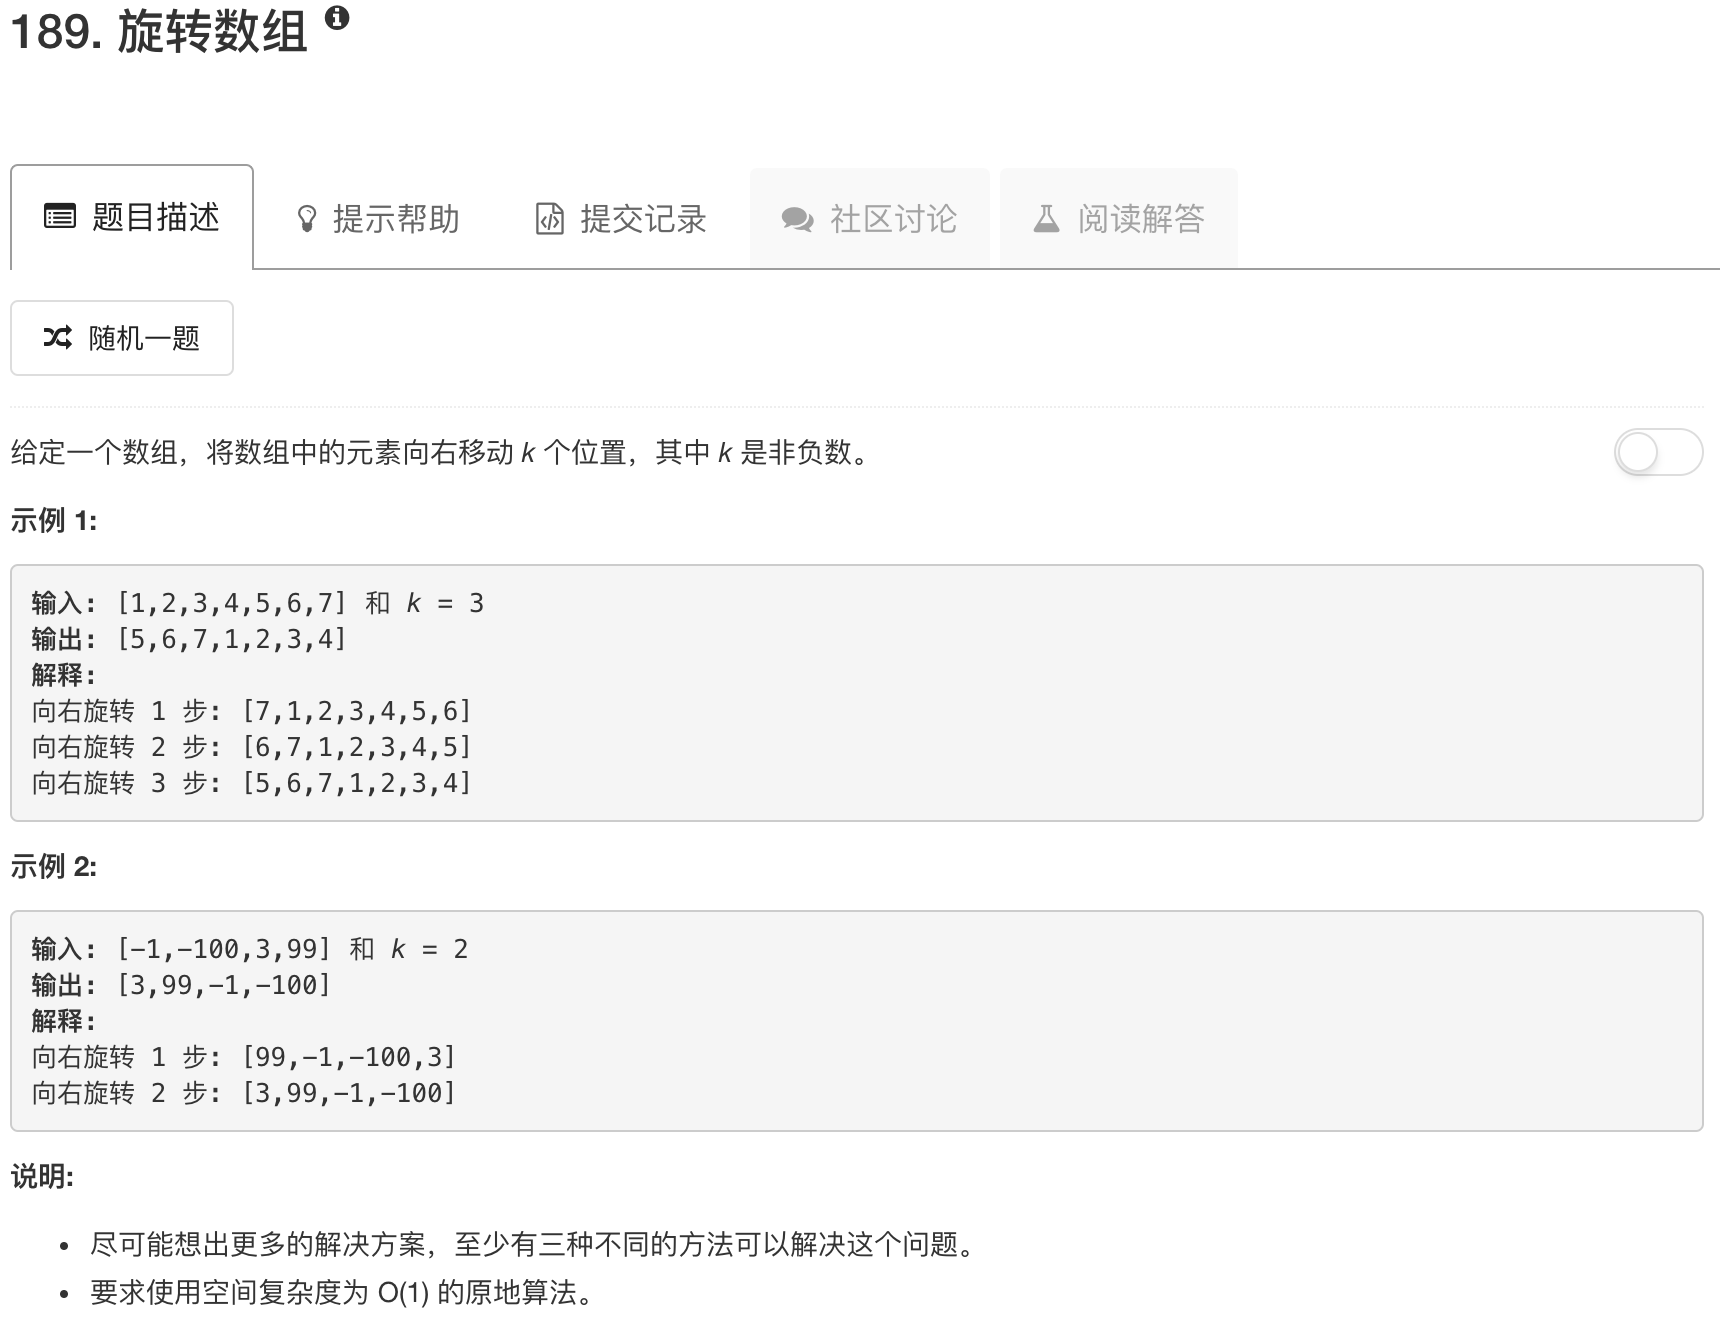 189. 旋转数组
题目描述 提示帮助 提交记录 社区讨论 阅读解答
随机一题
给定一个数组，将数组中的元素向右移动 k 个位置，其中 k 是非负数。
示例 1:
输入: [1,2,3,4,5,6,7] 和 k = 3
输出: [5,6,7,1,2,3,4]
解释:
向右旋转 1 步: [7,1,2,3,4,5,6]
向右旋转 2 步: [6,7,1,2,3,4,5]
向右旋转 3 步: [5,6,7,1,2,3,4]
示例 2:
输入: [-1,-100,3,99] 和 k = 2
输出: [3,99,-1,-100]
解释:
向右旋转 1 步: [99,-1,-100,3]
向右旋转 2 步: [3,99,-1,-100]
说明:
• 尽可能想出更多的解决方案，至少有三种不同的方法可以解决这个问题。
• 要求使用空间复杂度为 O(1) 的原地算法。